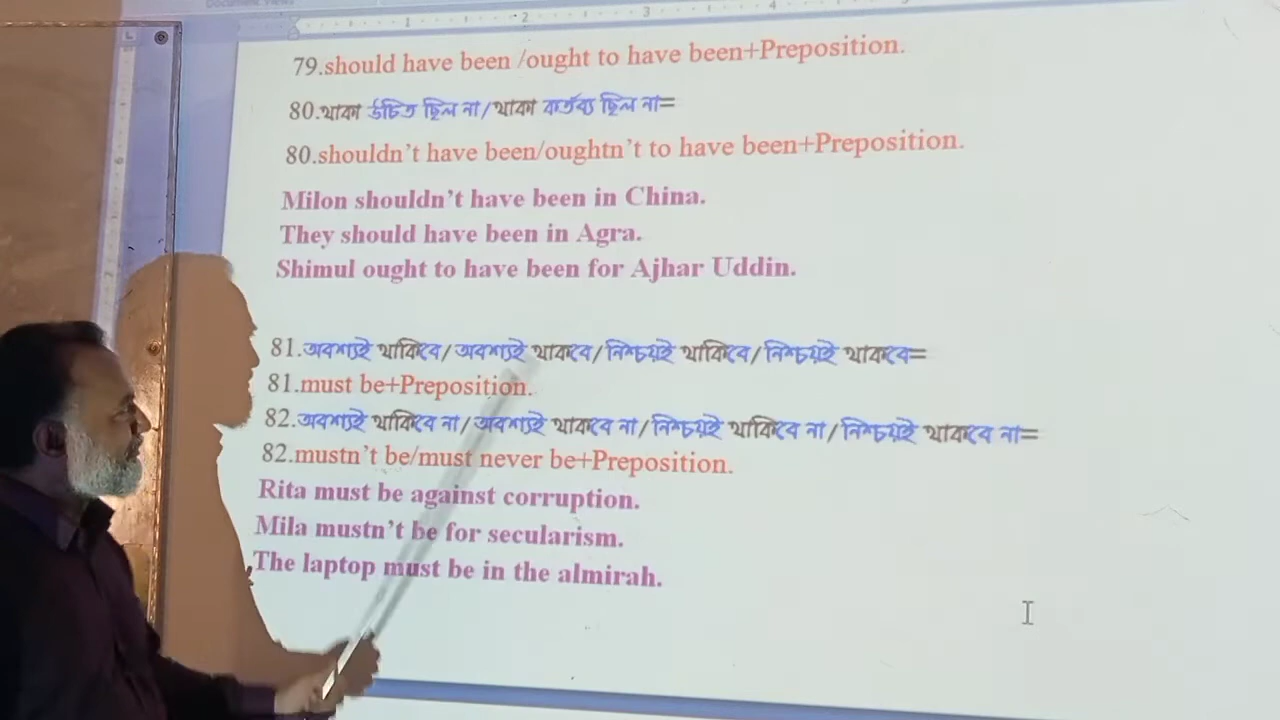 79.should have been /ought to have been+Preposition.
80.থাকা উচিত ছিল না/থাকা কর্তব্য ছিল না=
80.shouldn't have been/oughtn't to have been+Preposition.
Milon shouldn't have been in China.
They should have been in Agra.
Shimul ought to have been for Ajhar Uddin.
81.অবশ্যই থাকিবে/অবশ্যই থাকবে/নিশ্চয়ই থাকিবে/নিশ্চয়ই থাকবে=
81.must be+Preposition.
82.অবশ্যই থাকিবে না/অবশ্যই থাকবে না/নিশ্চয়ই থাকিবে না/নিশ্চয়ই থাকবে না=
82.mustn't be/must never be+Preposition.
Rita must be against corruption.
Mila mustn't be for secularism.
The laptop must be in the almirah.